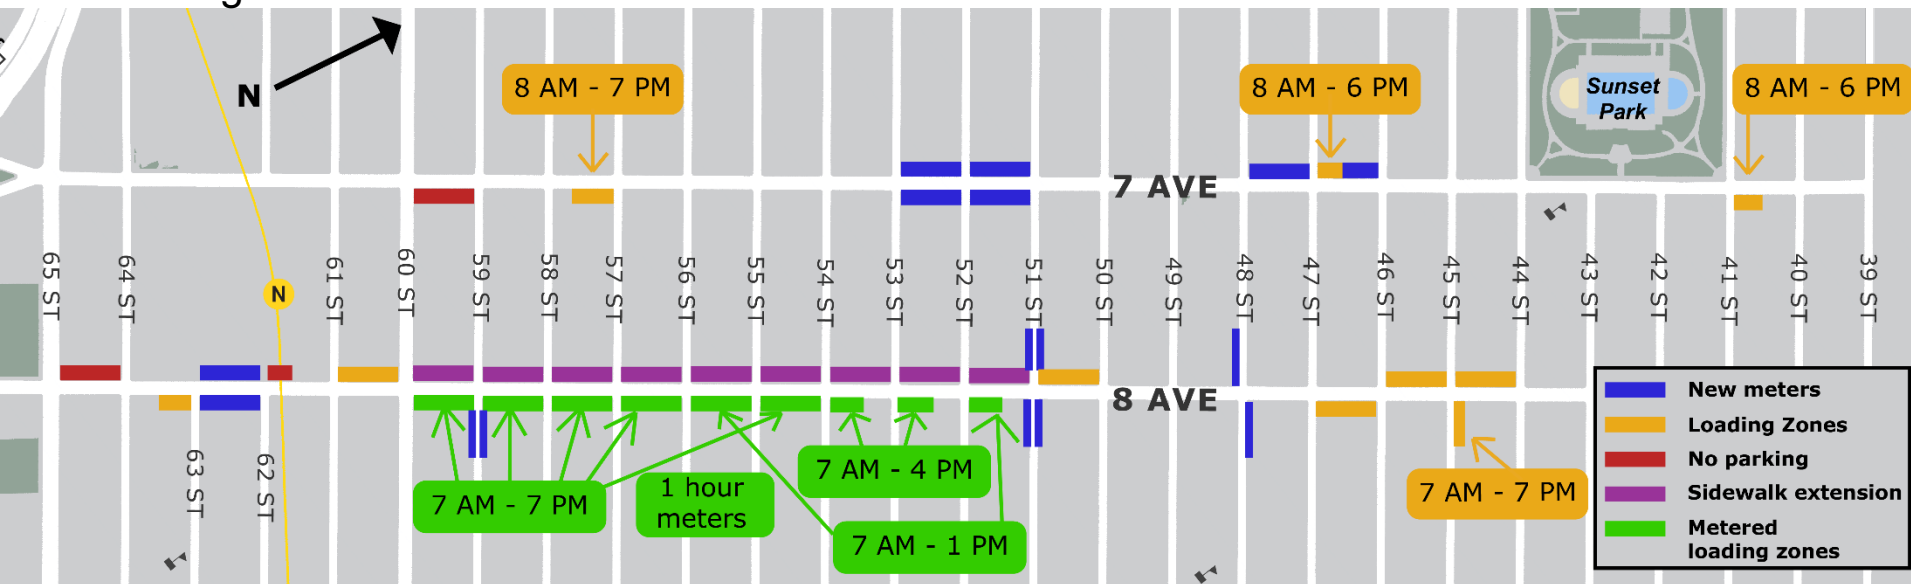 N
8 AM - 7 PM
8 AM - 6 PM
Sunset
Park
8 AM - 6 PM
7 AVE
65 ST
64 ST
N
61 ST
60 ST
59 ST
58 ST
57 ST
56 ST
55 ST
54 ST
53 ST
52 ST
51 ST
50 ST
49 ST
48 ST
47 ST
46 ST
45 ST
44 ST
43 ST
42 ST
41 ST
40 ST
39 ST
8 AVE
63 ST
62 ST
7 AM - 7 PM
1 hour
meters
7 AM - 4 PM
7 AM - 1 PM
7 AM - 7 PM
New meters
Loading Zones
No parking
Sidewalk extension
Metered
loading zones